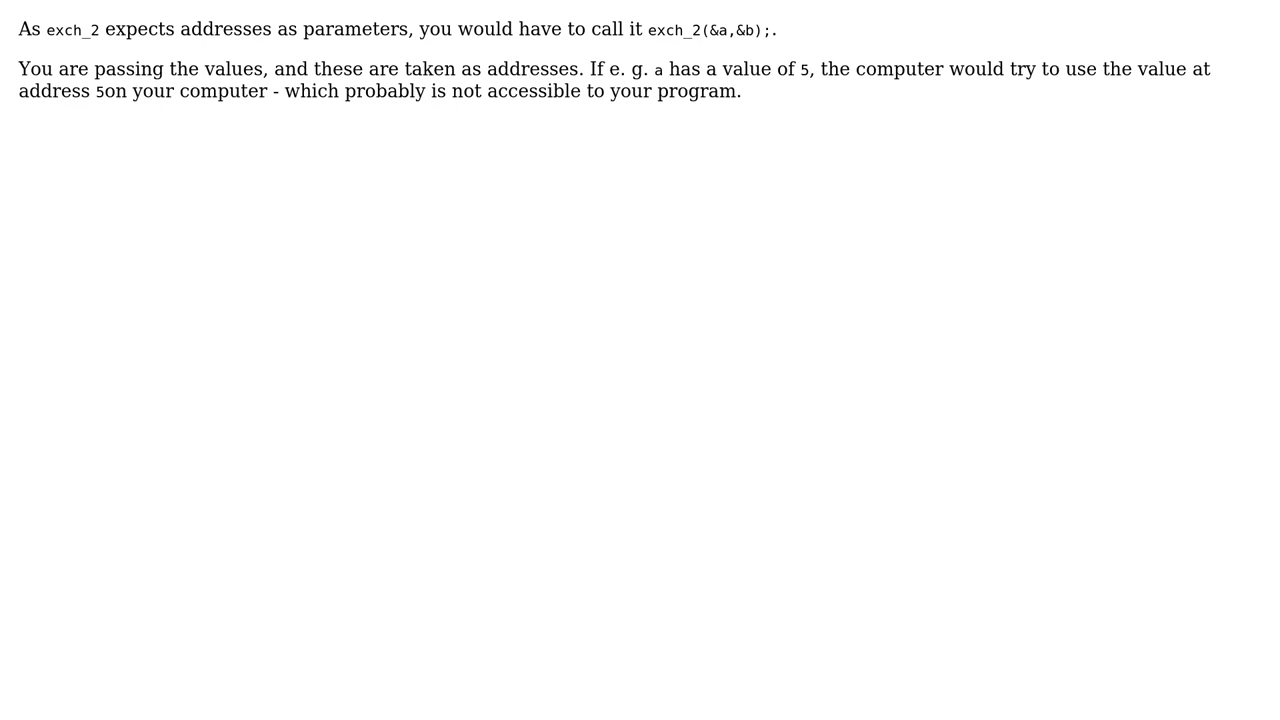 As exch_2 expects addresses as parameters, you would have to call it exch_2(&a,&b);.
You are passing the values, and these are taken as addresses. If e. g. a has a value of 5, the computer would try to use the value at
address 5on your computer - which probably is not accessible to your program.